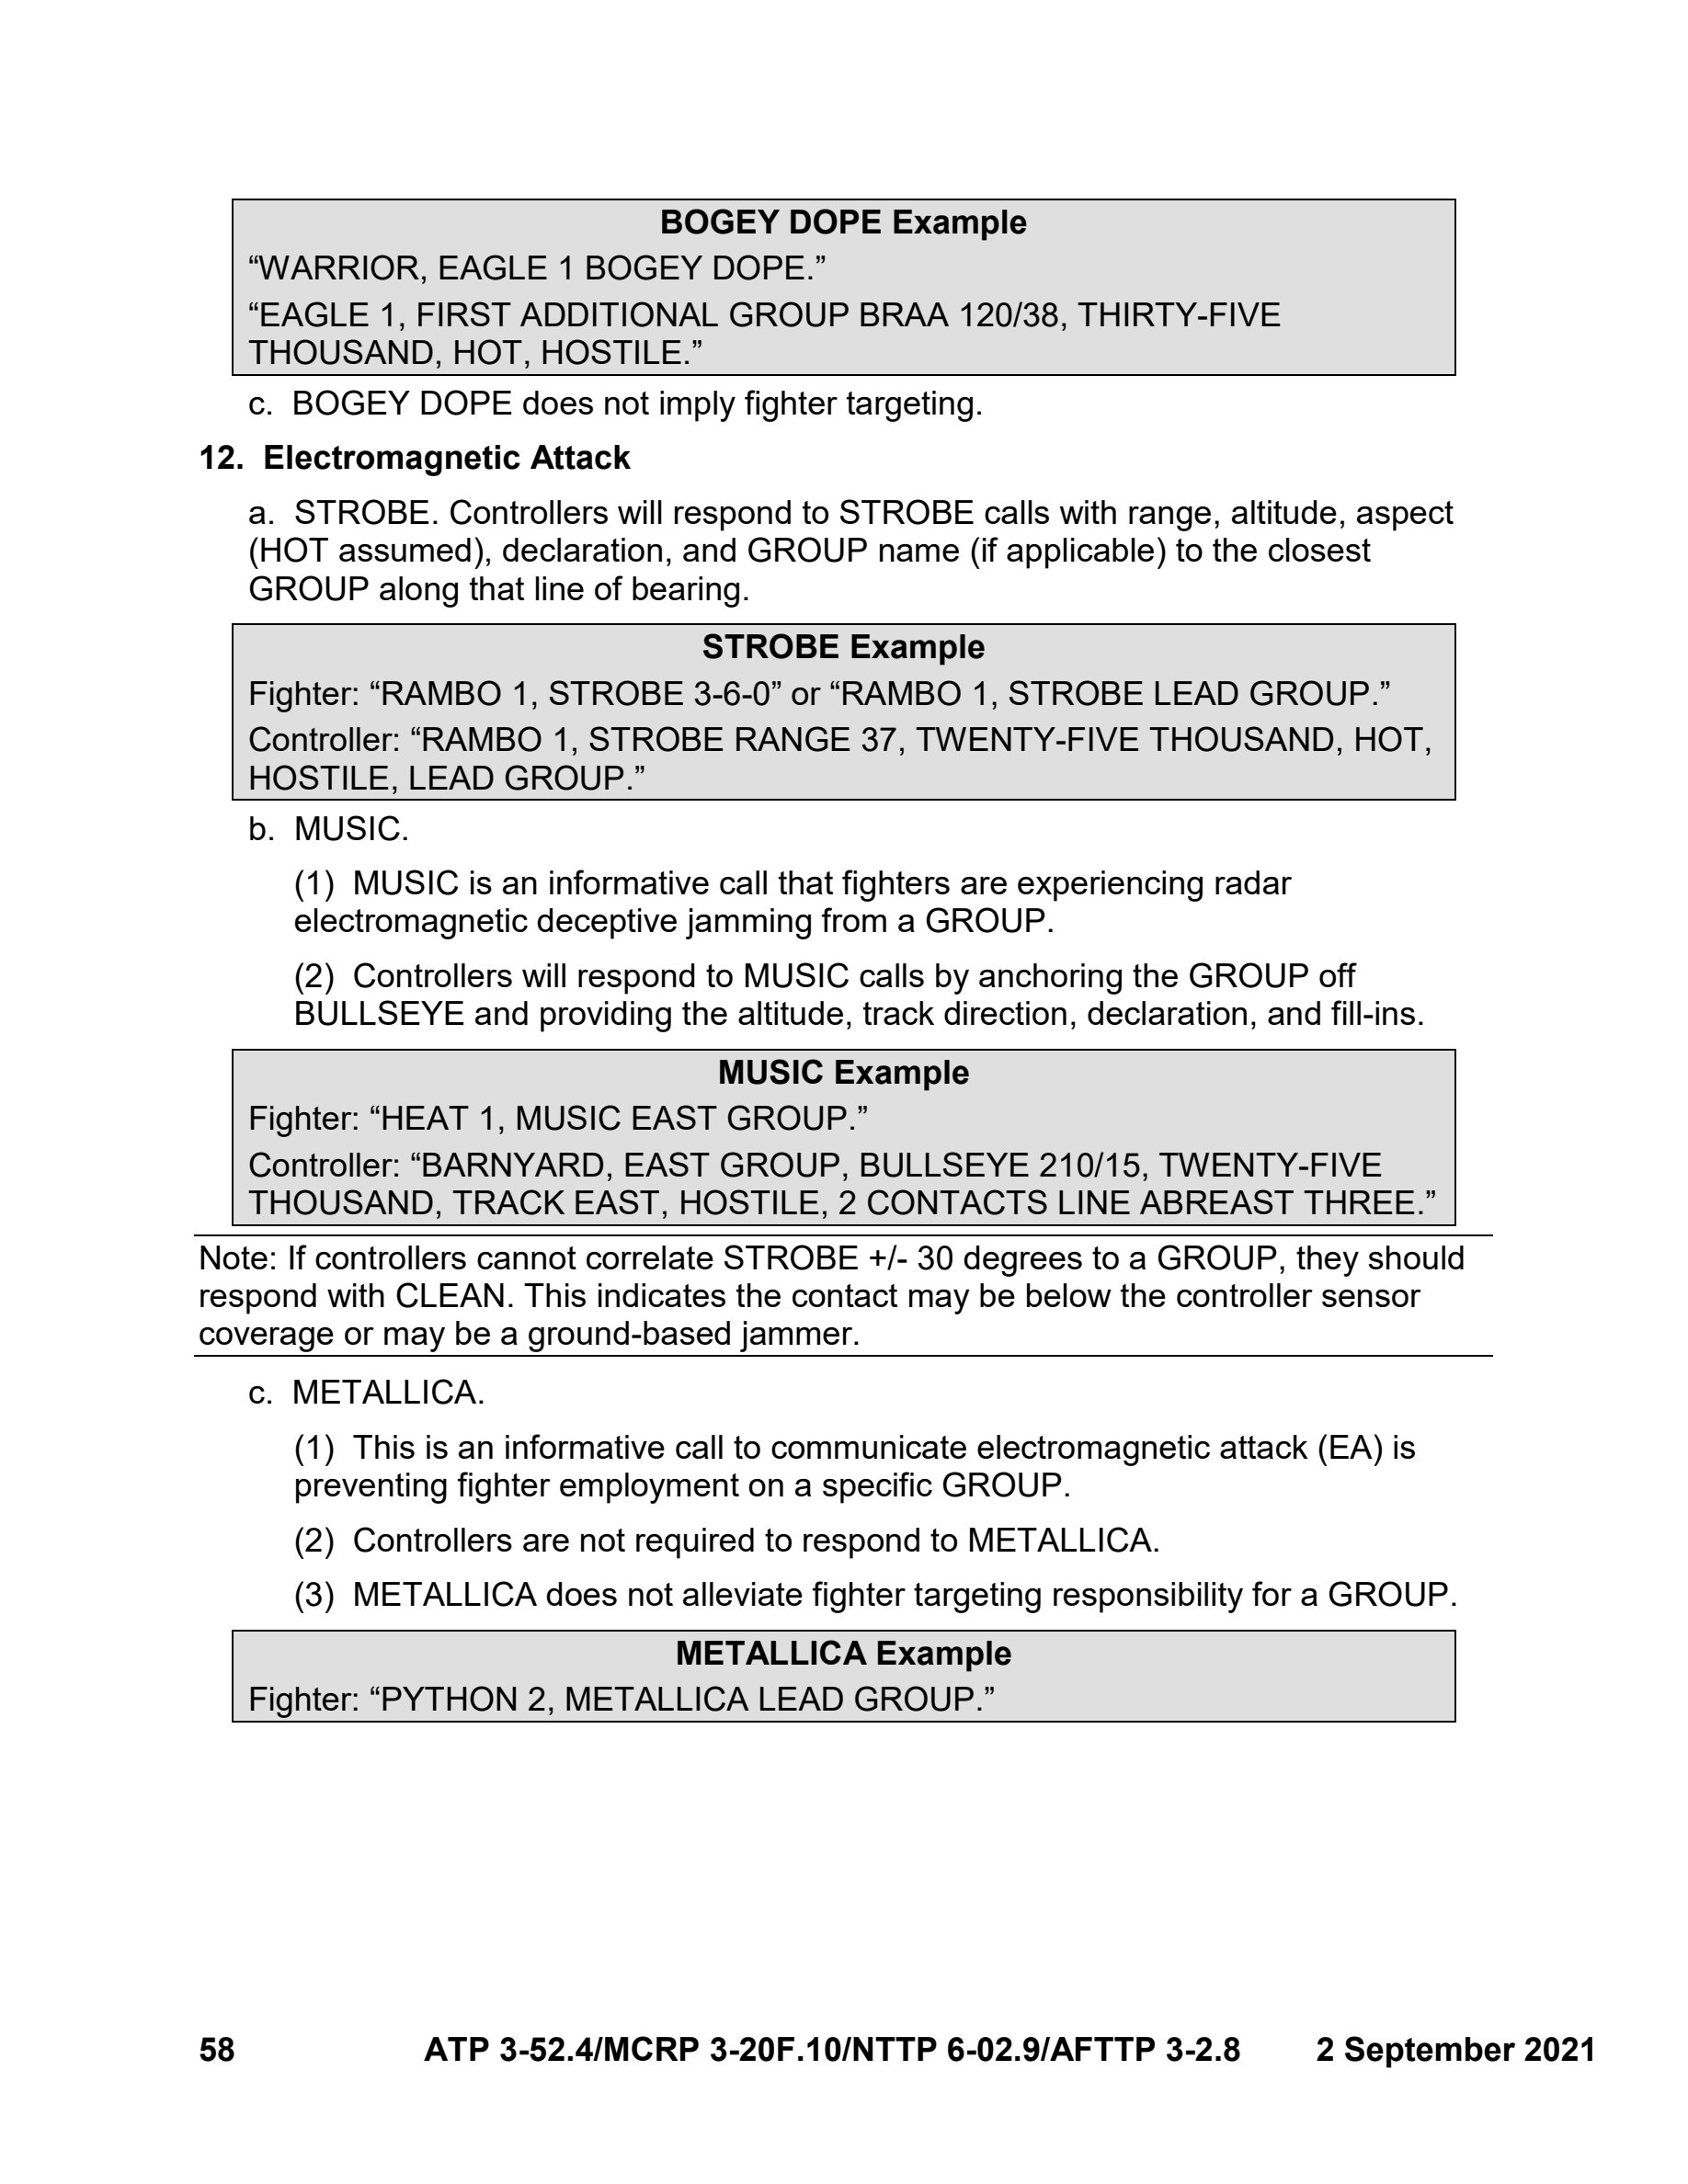 BOGEY DOPE Example
“WARRIOR, EAGLE 1 BOGEY DOPE.”
“EAGLE 1, FIRST ADDITIONAL GROUP BRAA 120/38, THIRTY-FIVE
THOUSAND, HOT, HOSTILE.”
c. BOGEY DOPE does not imply fighter targeting.
12. Electromagnetic Attack
a. STROBE. Controllers will respond to STROBE calls with range, altitude, aspect
(HOT assumed), declaration, and GROUP name (if applicable) to the closest
GROUP along that line of bearing.
STROBE Example
Fighter: “RAMBO 1, STROBE 3-6-0” or “RAMBO 1, STROBE LEAD GROUP.”
Controller: “RAMBO 1, STROBE RANGE 37, TWENTY-FIVE THOUSAND, HOT,
HOSTILE, LEAD GROUP.”
b. MUSIC.
(1) MUSIC is an informative call that fighters are experiencing radar
electromagnetic deceptive jamming from a GROUP.
(2) Controllers will respond to MUSIC calls by anchoring the GROUP off
BULLSEYE and providing the altitude, track direction, declaration, and fill-ins.
MUSIC Example
Fighter: “HEAT 1, MUSIC EAST GROUP.”
Controller: “BARNYARD, EAST GROUP, BULLSEYE 210/15, TWENTY-FIVE
THOUSAND, TRACK EAST, HOSTILE, 2 CONTACTS LINE ABREAST THREE.”
Note: If controllers cannot correlate STROBE +/- 30 degrees to a GROUP, they should
respond with CLEAN. This indicates the contact may be below the controller sensor
coverage or may be a ground-based jammer.
c. METALLICA.
(1) This is an informative call to communicate electromagnetic attack (EA) is
preventing fighter employment on a specific GROUP.
(2) Controllers are not required to respond to METALLICA.
(3) METALLICA does not alleviate fighter targeting responsibility for a GROUP.
METALLICA Example
Fighter: “PYTHON 2, METALLICA LEAD GROUP.”
58 ATP 3-52.4/MCRP 3-20F.10/NTTP 6-02.9/AFTTP 3-2.8 2 September 2021